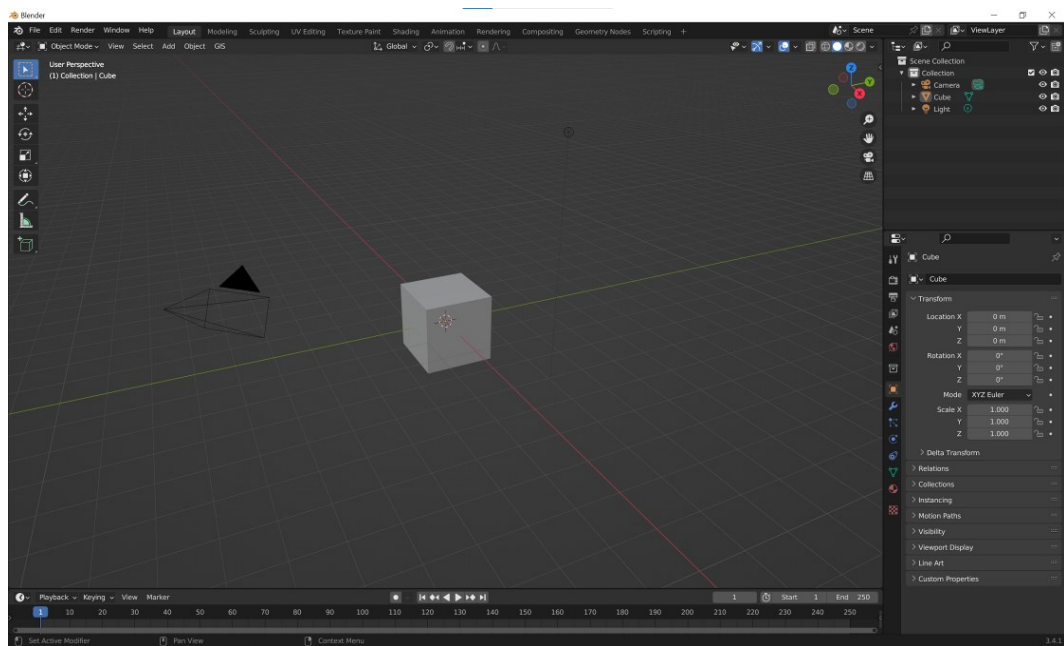 Blender
File Edit Render Window Help Layout Modeling Sculpting UV Editing Texture Paint Shading Animation Rendering Compositing Geometry Nodes Scripting + Scene ViewLayer
Object Mode View Select Add Object GIS Global
User Perspective
(1) Collection | Cube
Z
Y
X
Scene Collection
Collection
Camera
Cube
Light
Cube
Cube
Transform
Location X 0 m
Y 0 m
Z 0 m
Rotation X 0°
Y 0°
Z 0°
Mode XYZ Euler
Scale X 1.000
Y 1.000
Z 1.000
Delta Transform
Relations
Collections
Instancing
Motion Paths
Visibility
Viewport Display
Line Art
Custom Properties
Playback Keying View Marker 1 Start 1 End 250
1 10 20 30 40 50 60 70 80 90 100 110 120 130 140 150 160 170 180 190 200 210 220 230 240 250
Set Active Modifier Pan View Context Menu 3.4.1